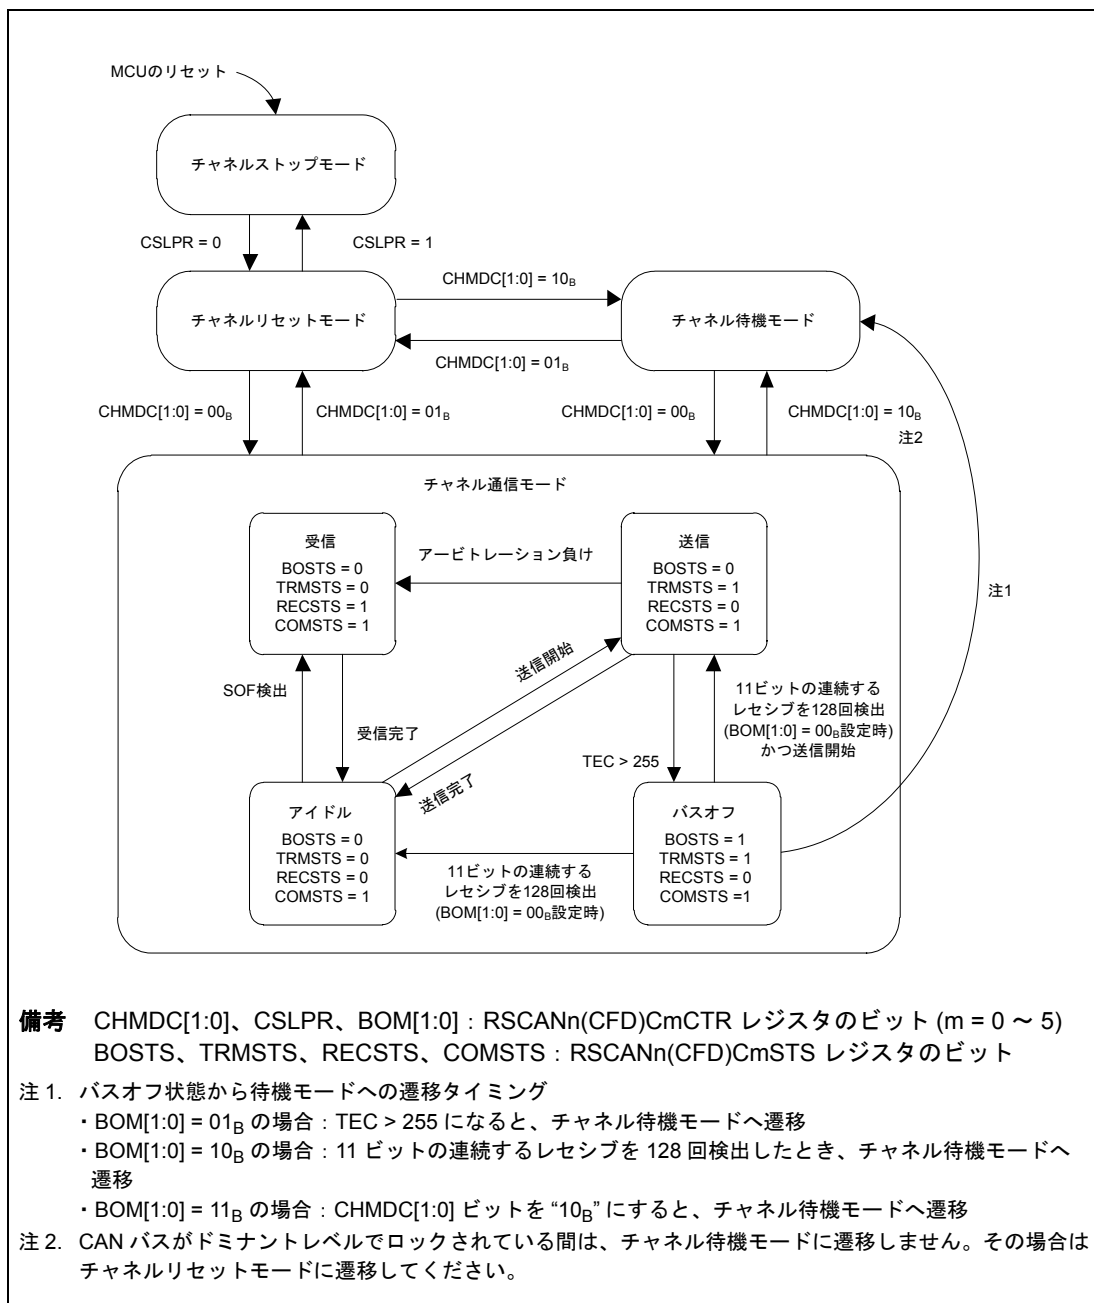 MCUのリセット
チャネルストップモード
CSLPR = 0
CSLPR = 1
CHMDC[1:0] = 10B
チャネルリセットモード
チャネル待機モード
CHMDC[1:0] = 01B
CHMDC[1:0] = 00B
CHMDC[1:0] = 01B
CHMDC[1:0] = 00B
CHMDC[1:0] = 10B
注2
チャネル通信モード
受信
BOSTS = 0
TRMSTS = 0
RECSTS = 1
COMSTS = 1
アービトレーション負け
送信
BOSTS = 0
TRMSTS = 1
RECSTS = 0
COMSTS = 1
注1
SOF検出
受信完了
送信開始
送信完了
TEC > 255
11ビットの連続する
レセシブを128回検出
(BOM[1:0] = 00B設定時)
かつ送信開始
アイドル
BOSTS = 0
TRMSTS = 0
RECSTS = 0
COMSTS = 1
11ビットの連続する
レセシブを128回検出
(BOM[1:0] = 00B設定時)
バスオフ
BOSTS = 1
TRMSTS = 1
RECSTS = 0
COMSTS =1
備考 CHMDC[1:0]、CSLPR、BOM[1:0]：RSCANn(CFD)CmCTR レジスタのビット (m = 0 ～ 5)
BOSTS、TRMSTS、RECSTS、COMSTS：RSCANn(CFD)CmSTS レジスタのビット
注 1. バスオフ状態から待機モードへの遷移タイミング
・BOM[1:0] = 01B の場合：TEC > 255 になると、チャネル待機モードへ遷移
・BOM[1:0] = 10B の場合：11 ビットの連続するレセシブを 128 回検出したとき、チャネル待機モードへ
遷移
・BOM[1:0] = 11B の場合：CHMDC[1:0] ビットを “10B” にすると、チャネル待機モードへ遷移
注 2. CAN バスがドミナントレベルでロックされている間は、チャネル待機モードに遷移しません。その場合は
チャネルリセットモードに遷移してください。